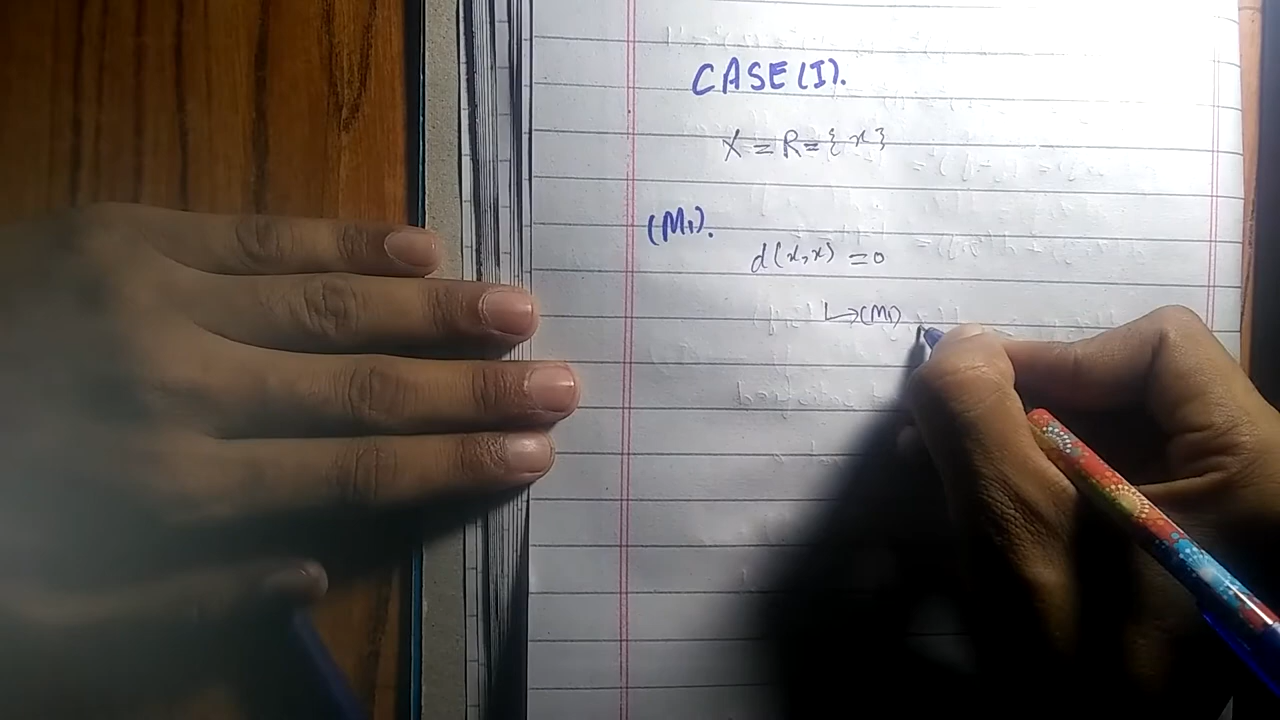 CASE (I).
X = R = { x }
(M1).
d(x,x) = 0
↳(M1)